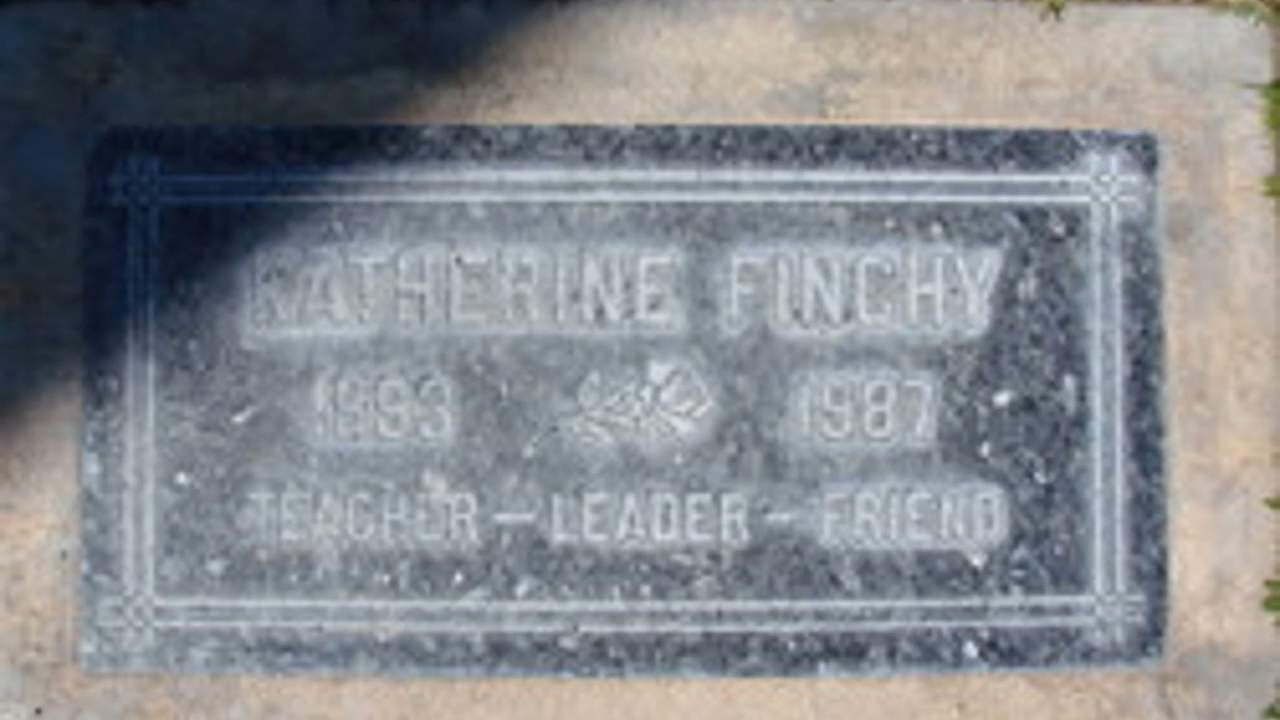 KATHERINE FINCHY
1893 1987
TEACHER – LEADER – FRIEND